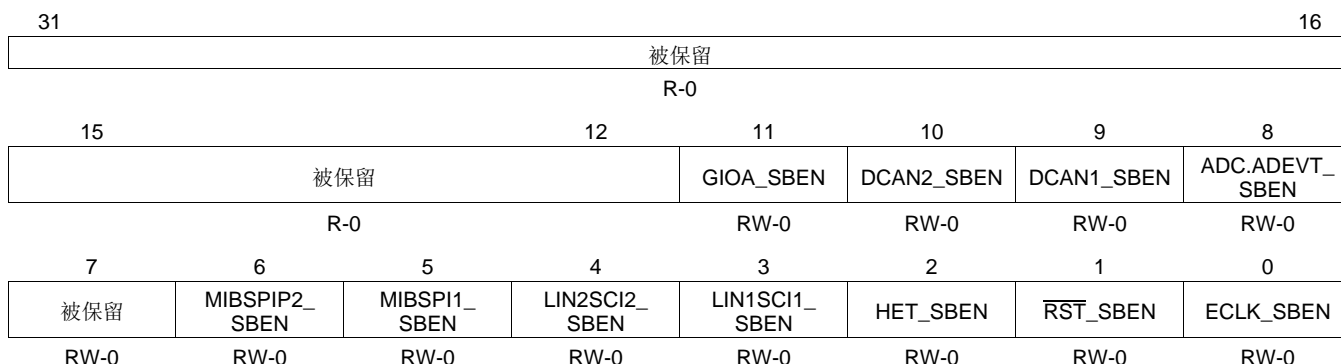 31 16
被保留
R-0
15 12 11 10 9 8
被保留 GIOA_SBEN DCAN2_SBEN DCAN1_SBEN ADC.ADEVT_
SBEN
R-0 RW-0 RW-0 RW-0 RW-0
7 6 5 4 3 2 1 0
被保留 MIBSPIP2_ MIBSPI1_ LIN2SCI2_ LIN1SCI1_ HET_SBEN RST_SBEN ECLK_SBEN
SBEN SBEN SBEN SBEN
RW-0 RW-0 RW-0 RW-0 RW-0 RW-0 RW-0 RW-0